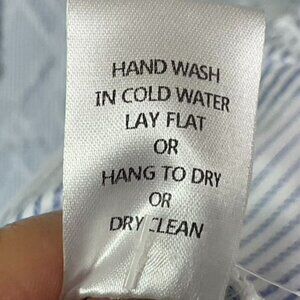 HAND WASH
IN COLD WATER
LAY FLAT
OR
HANG TO DRY
OR
DRY CLEAN